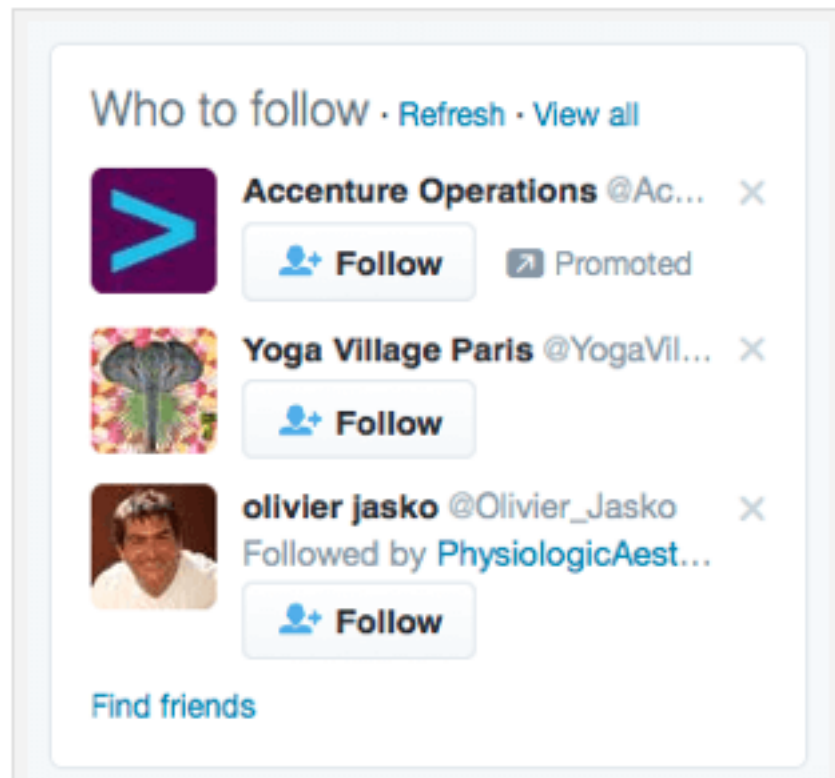 Who to follow · Refresh · View all
Accenture Operations @Ac...
Follow Promoted
Yoga Village Paris @YogaVil...
Follow
olivier jasko @Olivier_Jasko
Followed by PhysiologicAest...
Follow
Find friends